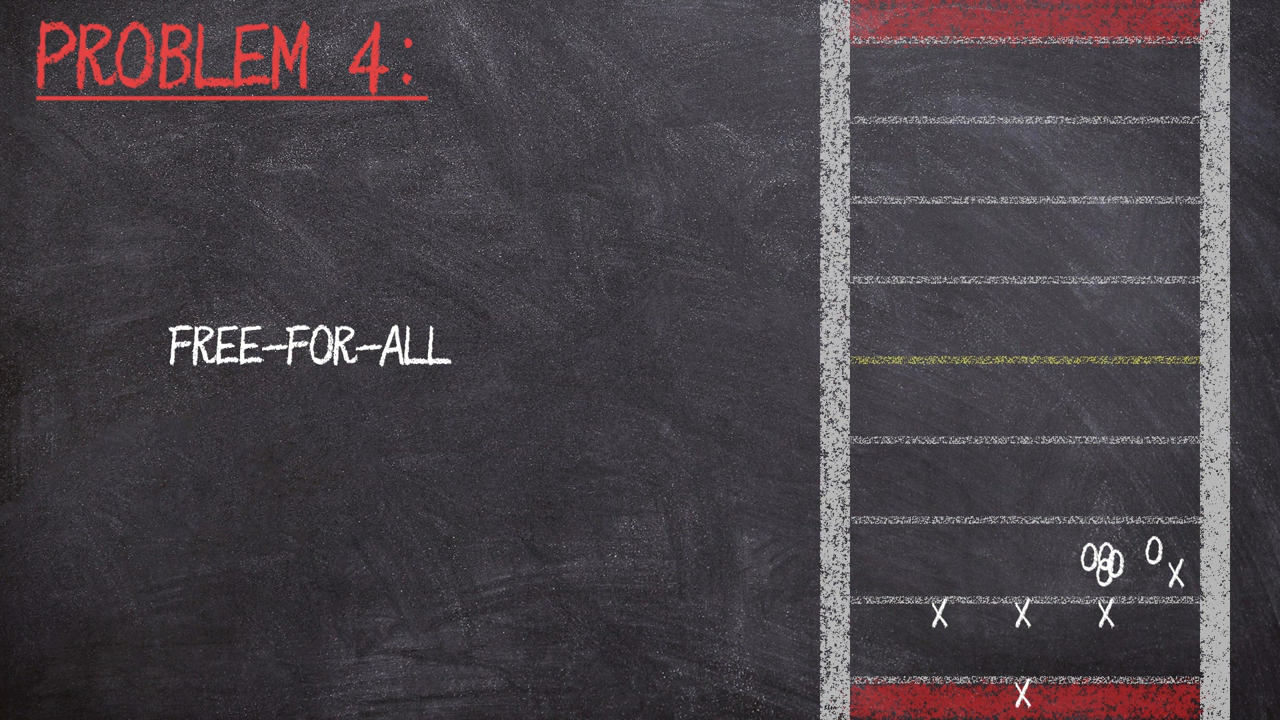 PROBLEM 4:
FREE-FOR-ALL
O O O O O
X
X X X
X